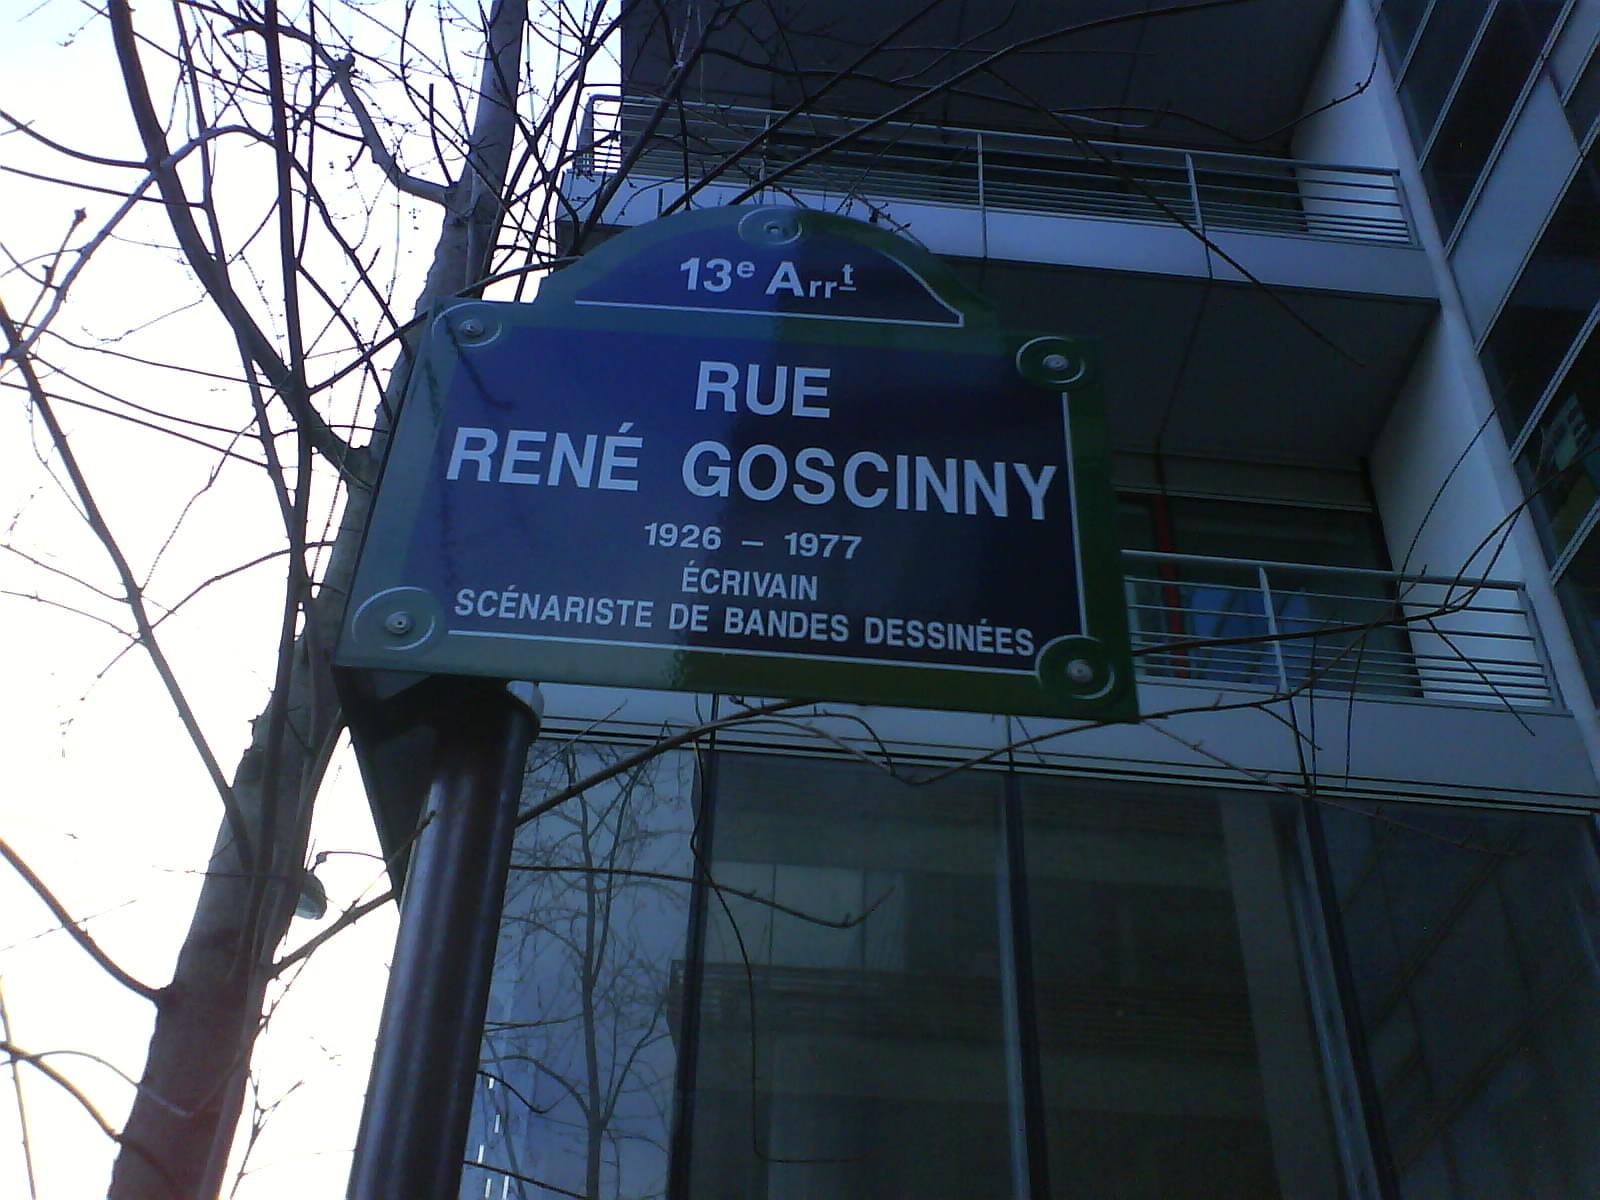 13e Arrt
RUE
RENÉ GOSCINNY
1926 – 1977
ÉCRIVAIN
SCÉNARISTE DE BANDES DESSINÉES